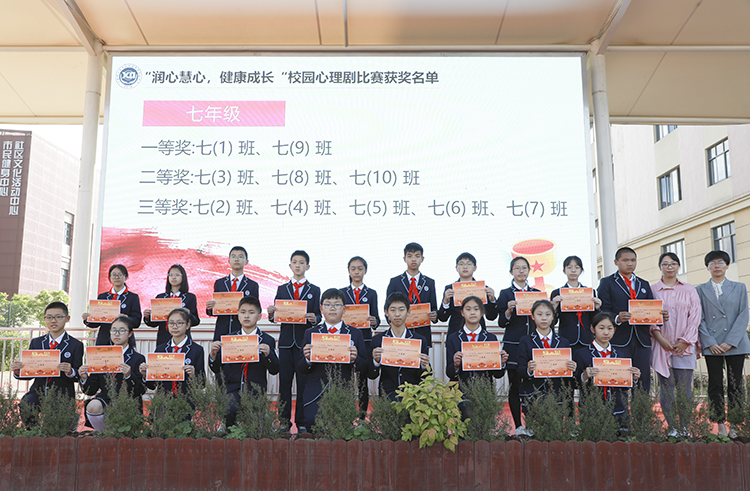 “润心慧心，健康成长 “校园心理剧比赛获奖名单
七年级
一等奖:七(1) 班、七(9) 班
二等奖:七(3) 班、七(8) 班、七(10) 班
三等奖:七(2) 班、七(4) 班、七(5) 班、七(6) 班、七(7) 班
社区文化活动中心
市民健身中心